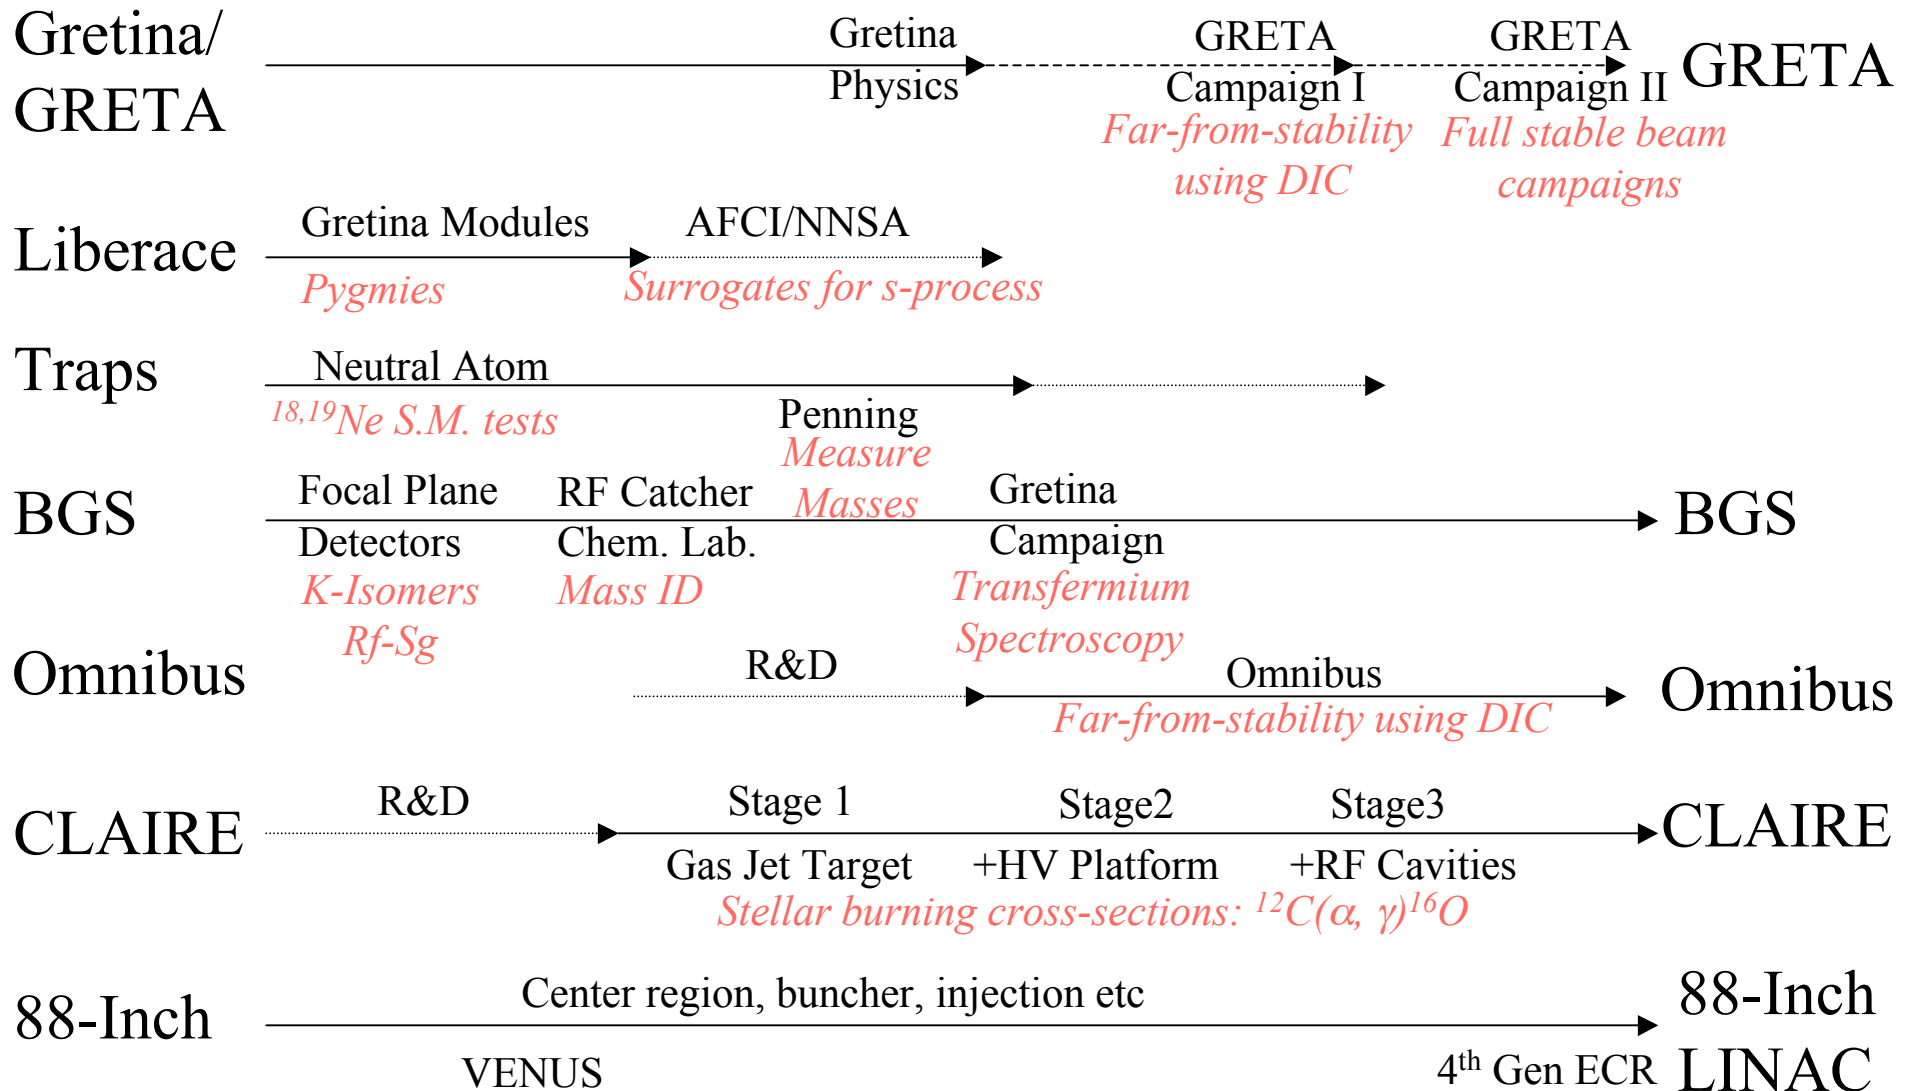 Gretina/
GRETA
Gretina
Physics
GRETA
Campaign I
Far-from-stability
using DIC
GRETA
Campaign II
Full stable beam
campaigns
GRETA
Liberace
Gretina Modules
Pygmies
AFCI/NNSA
Surrogates for s-process
Traps
Neutral Atom
18,19Ne S.M. tests
Penning
Measure
Masses
BGS
Focal Plane
Detectors
K-Isomers
Rf-Sg
RF Catcher
Chem. Lab.
Mass ID
Gretina
Campaign
Transfermium
Spectroscopy
BGS
Omnibus
R&D
Omnibus
Far-from-stability using DIC
Omnibus
CLAIRE
R&D
Stage 1
Gas Jet Target
Stage2
+HV Platform
Stage3
+RF Cavities
Stellar burning cross-sections: 12C(α, γ)16O
CLAIRE
88-Inch
Center region, buncher, injection etc
VENUS
4th Gen ECR
88-Inch
LINAC